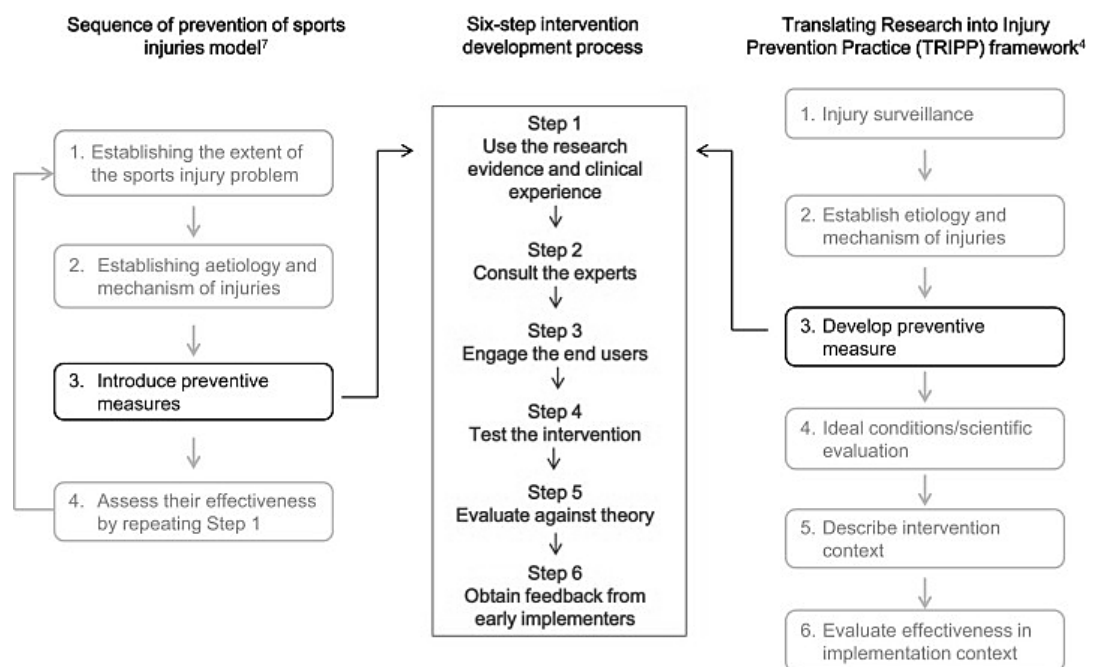 Sequence of prevention of sports
injuries model⁷
1. Establishing the extent of
the sports injury problem
2. Establishing aetiology and
mechanism of injuries
3. Introduce preventive
measures
4. Assess their effectiveness
by repeating Step 1
Six-step intervention
development process
Step 1
Use the research
evidence and clinical
experience
Step 2
Consult the experts
Step 3
Engage the end users
Step 4
Test the intervention
Step 5
Evaluate against theory
Step 6
Obtain feedback from
early implementers
Translating Research into Injury
Prevention Practice (TRIPP) framework⁴
1. Injury surveillance
2. Establish etiology and
mechanism of injuries
3. Develop preventive
measure
4. Ideal conditions/scientific
evaluation
5. Describe intervention
context
6. Evaluate effectiveness in
implementation context